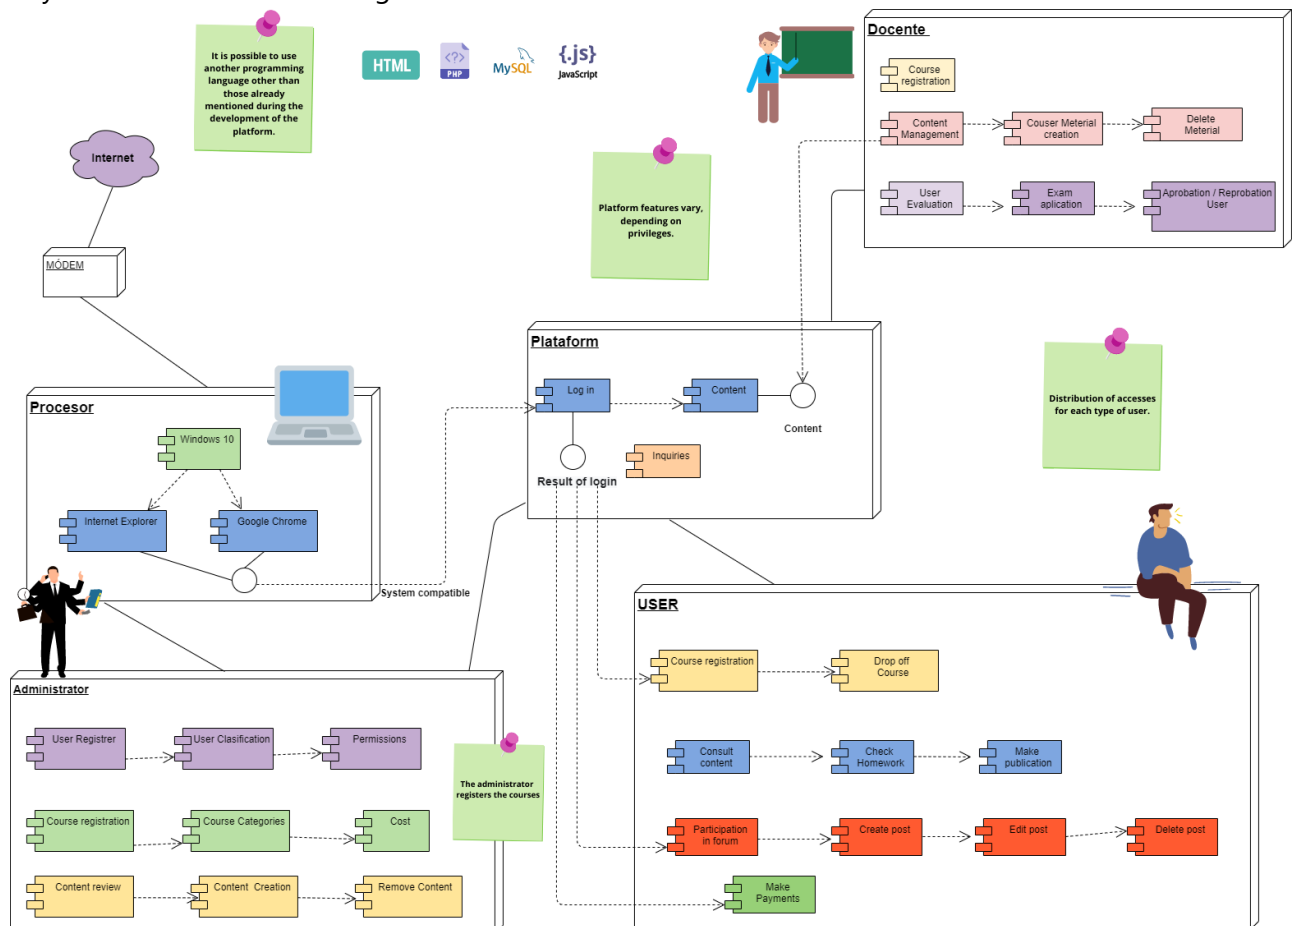 It is possible to use
another programming
language other than
those already
mentioned during the
development of the
platform.
HTML
<?>
PHP
MySQL
{.js}
JavaScript
Docente
Course
registration
Content
Management
Couser Meterial
creation
Delete
Meterial
User
Evaluation
Exam
aplication
Aprobation / Reprobation
User
Internet
MÓDEM
Platform features vary,
depending on
privileges.
Plataform
Log in
Content
Content
Inquiries
Result of login
Distribution of accesses
for each type of user.
Procesor
Windows 10
Internet Explorer
Google Chrome
System compatible
USER
Course registration
Drop off
Course
Consult
content
Check
Homework
Make
publication
Participation
in forum
Create post
Edit post
Delete post
Make
Payments
Administrator
User Registrer
User Clasification
Permissions
Course registration
Course Categories
Cost
Content review
Content Creation
Remove Content
The administrator
registers the courses